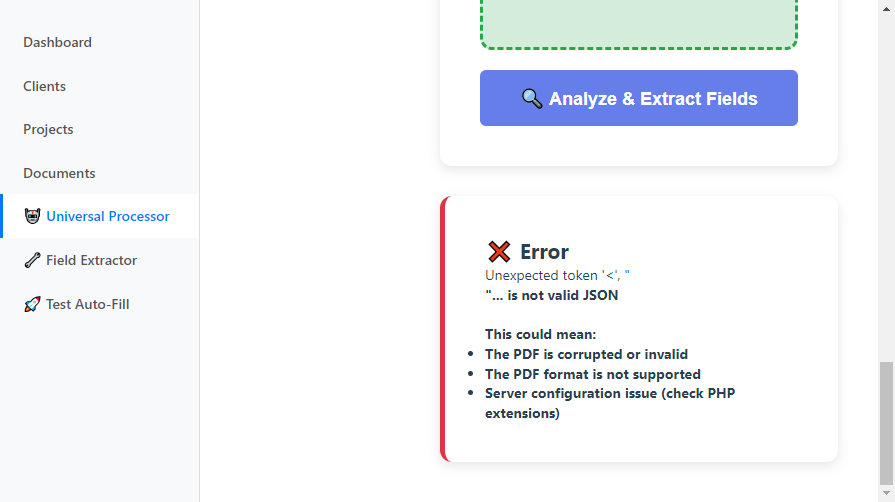 Dashboard
Clients
Projects
Documents
Universal Processor
Field Extractor
Test Auto-Fill
Analyze & Extract Fields
Error
Unexpected token '<', "
"... is not valid JSON
This could mean:
The PDF is corrupted or invalid
The PDF format is not supported
Server configuration issue (check PHP
extensions)